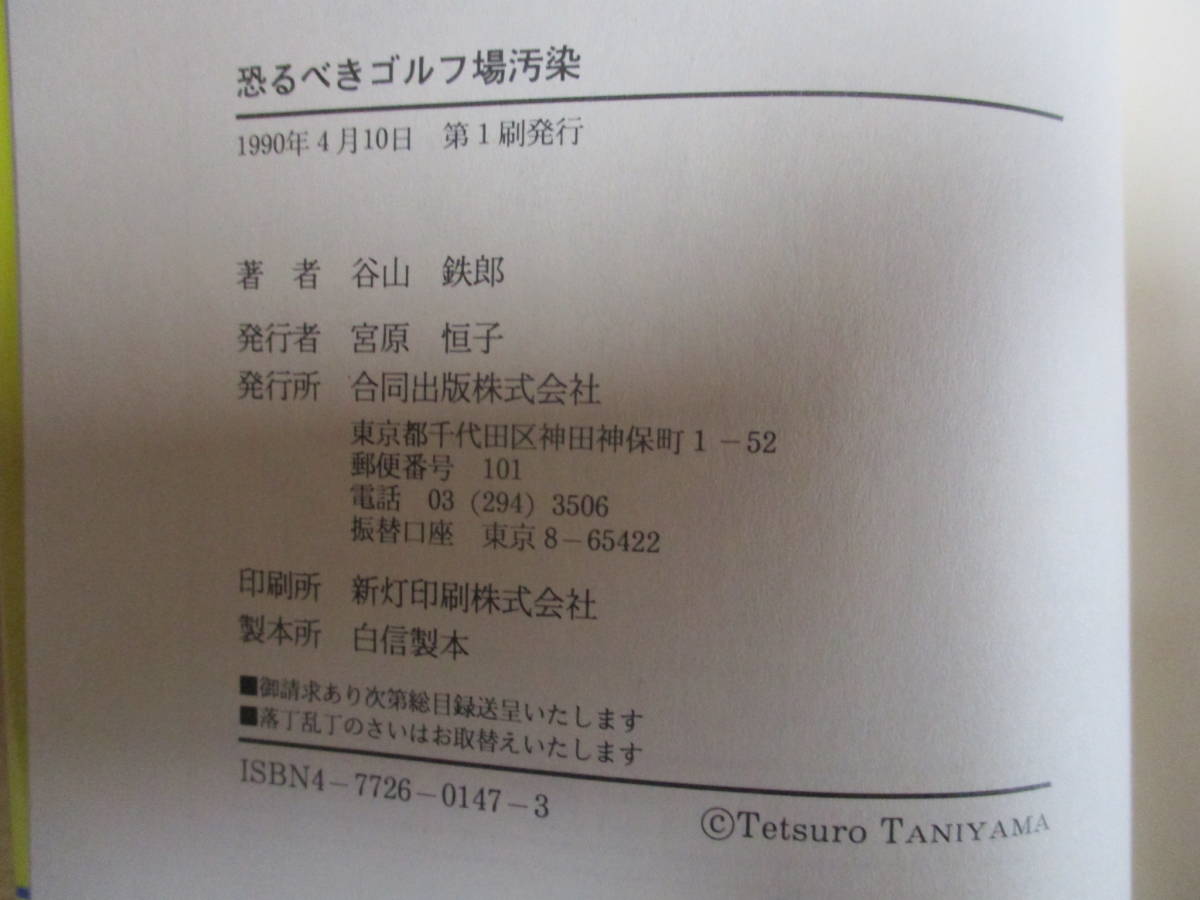 恐るべきゴルフ場汚染
1990年4月10日　第1刷発行
著　者　谷山　鉄郎
発行者　宮原　恒子
発行所　合同出版株式会社
東京都千代田区神田神保町1－52
郵便番号　101
電話　03 (294) 3506
振替口座　東京8－65422
印刷所　新灯印刷株式会社
製本所　白信製本
■御請求あり次第総目録送呈いたします
■落丁乱丁のさいはお取替えいたします
ISBN4－7726－0147－3
©Tetsuro TANIYAMA